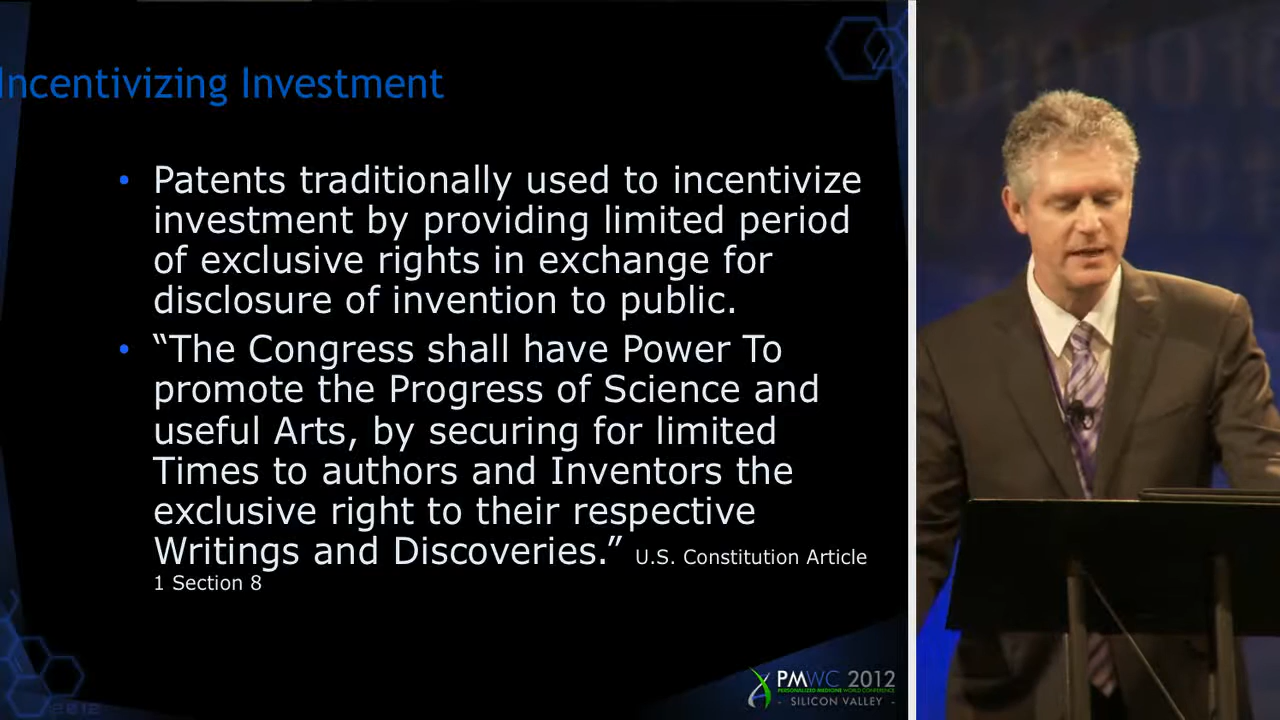 Incentivizing Investment
• Patents traditionally used to incentivize
investment by providing limited period
of exclusive rights in exchange for
disclosure of invention to public.
• “The Congress shall have Power To
promote the Progress of Science and
useful Arts, by securing for limited
Times to authors and Inventors the
exclusive right to their respective
Writings and Discoveries.” U.S. Constitution Article
1 Section 8
PMWC 2012
PERSONALIZED MEDICINE WORLD CONFERENCE
- SILICON VALLEY -
2012